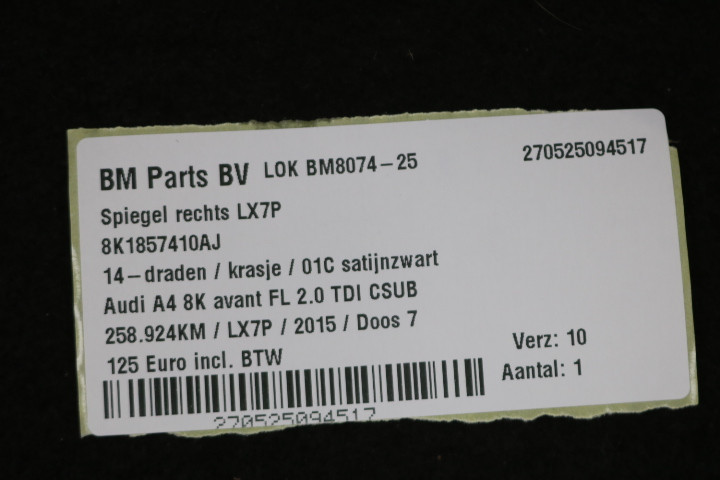 BM Parts BV LOK BM8074-25 270525094517
Spiegel rechts LX7P
8K1857410AJ
14-draden / krasje / 01C satijnzwart
Audi A4 8K avant FL 2.0 TDI CSUB
258.924KM / LX7P / 2015 / Doos 7
125 Euro incl. BTW Verz: 10
Aantal: 1
270525094517